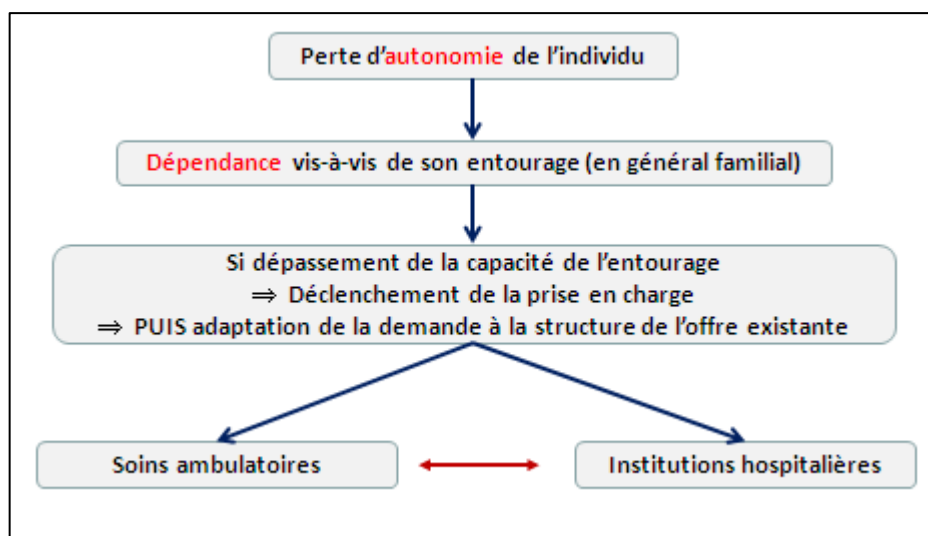 Perte d'autonomie de l'individu
Dépendance vis-à-vis de son entourage (en général familial)
Si dépassement de la capacité de l'entourage
⇒ Déclenchement de la prise en charge
⇒ PUIS adaptation de la demande à la structure de l'offre existante
Soins ambulatoires
Institutions hospitalières